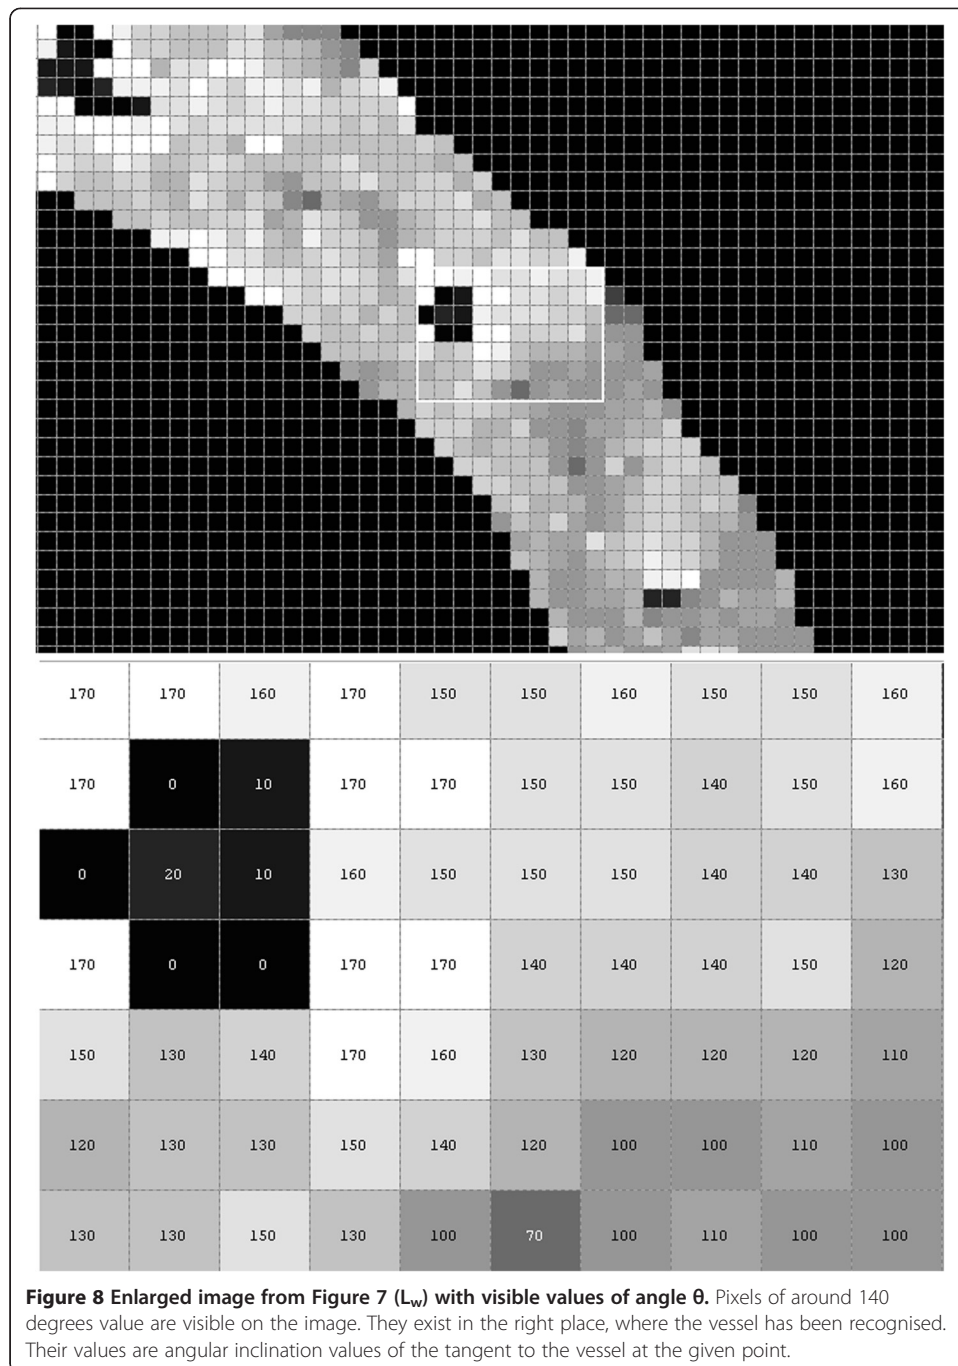 170 170 160 170 150 150 160 150 150 160
170 0 10 170 170 150 150 140 150 160
0 20 10 160 150 150 150 140 140 130
170 0 0 170 170 140 140 140 150 120
150 130 140 170 160 130 120 120 120 110
120 130 130 150 140 120 100 100 110 100
130 130 150 130 100 70 100 110 100 100
Figure 8 Enlarged image from Figure 7 (Lw) with visible values of angle θ. Pixels of around 140
degrees value are visible on the image. They exist in the right place, where the vessel has been recognised.
Their values are angular inclination values of the tangent to the vessel at the given point.